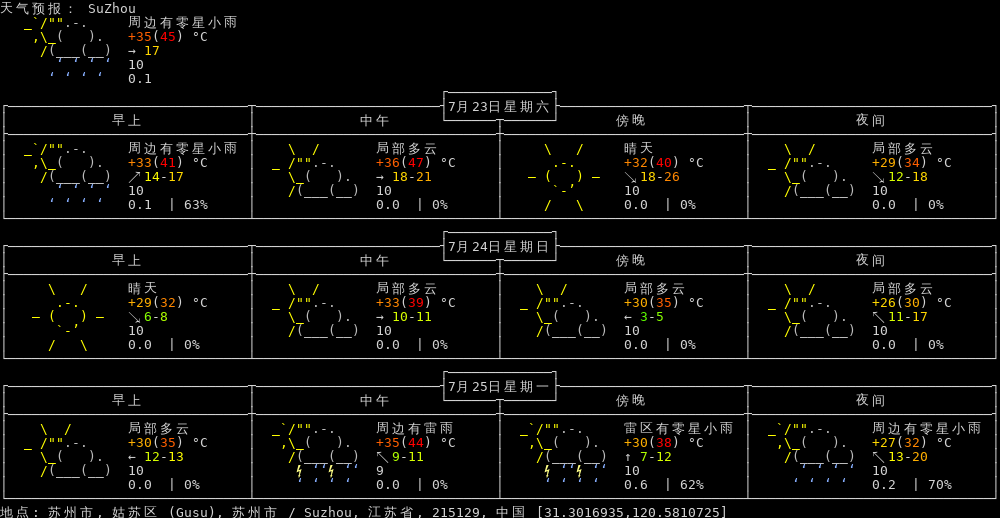 天气预报: SuZhou
周边有零星小雨
+35(45) °C
→ 17
10
0.1
7月23日星期六
早上 中午 傍晚 夜间
周边有零星小雨 局部多云 晴天 局部多云
+33(41) °C +36(47) °C +32(40) °C +29(34) °C
↗ 14-17 → 18-21 ↘ 18-26 ↘ 12-18
10 10 10 10
0.1 | 63% 0.0 | 0% 0.0 | 0% 0.0 | 0%
7月24日星期日
早上 中午 傍晚 夜间
晴天 局部多云 局部多云 局部多云
+29(32) °C +33(39) °C +30(35) °C +26(30) °C
↘ 6-8 → 10-11 ← 3-5 ↖ 11-17
10 10 10 10
0.0 | 0% 0.0 | 0% 0.0 | 0% 0.0 | 0%
7月25日星期一
早上 中午 傍晚 夜间
局部多云 周边有雷雨 雷区有零星小雨 周边有零星小雨
+30(35) °C +35(44) °C +30(38) °C +27(32) °C
← 12-13 ↖ 9-11 ↑ 7-12 ↖ 13-20
10 9 10 10
0.0 | 0% 0.0 | 0% 0.6 | 62% 0.2 | 70%
地点: 苏州市, 姑苏区 (Gusu), 苏州市 / Suzhou, 江苏省, 215129, 中国 [31.3016935,120.5810725]